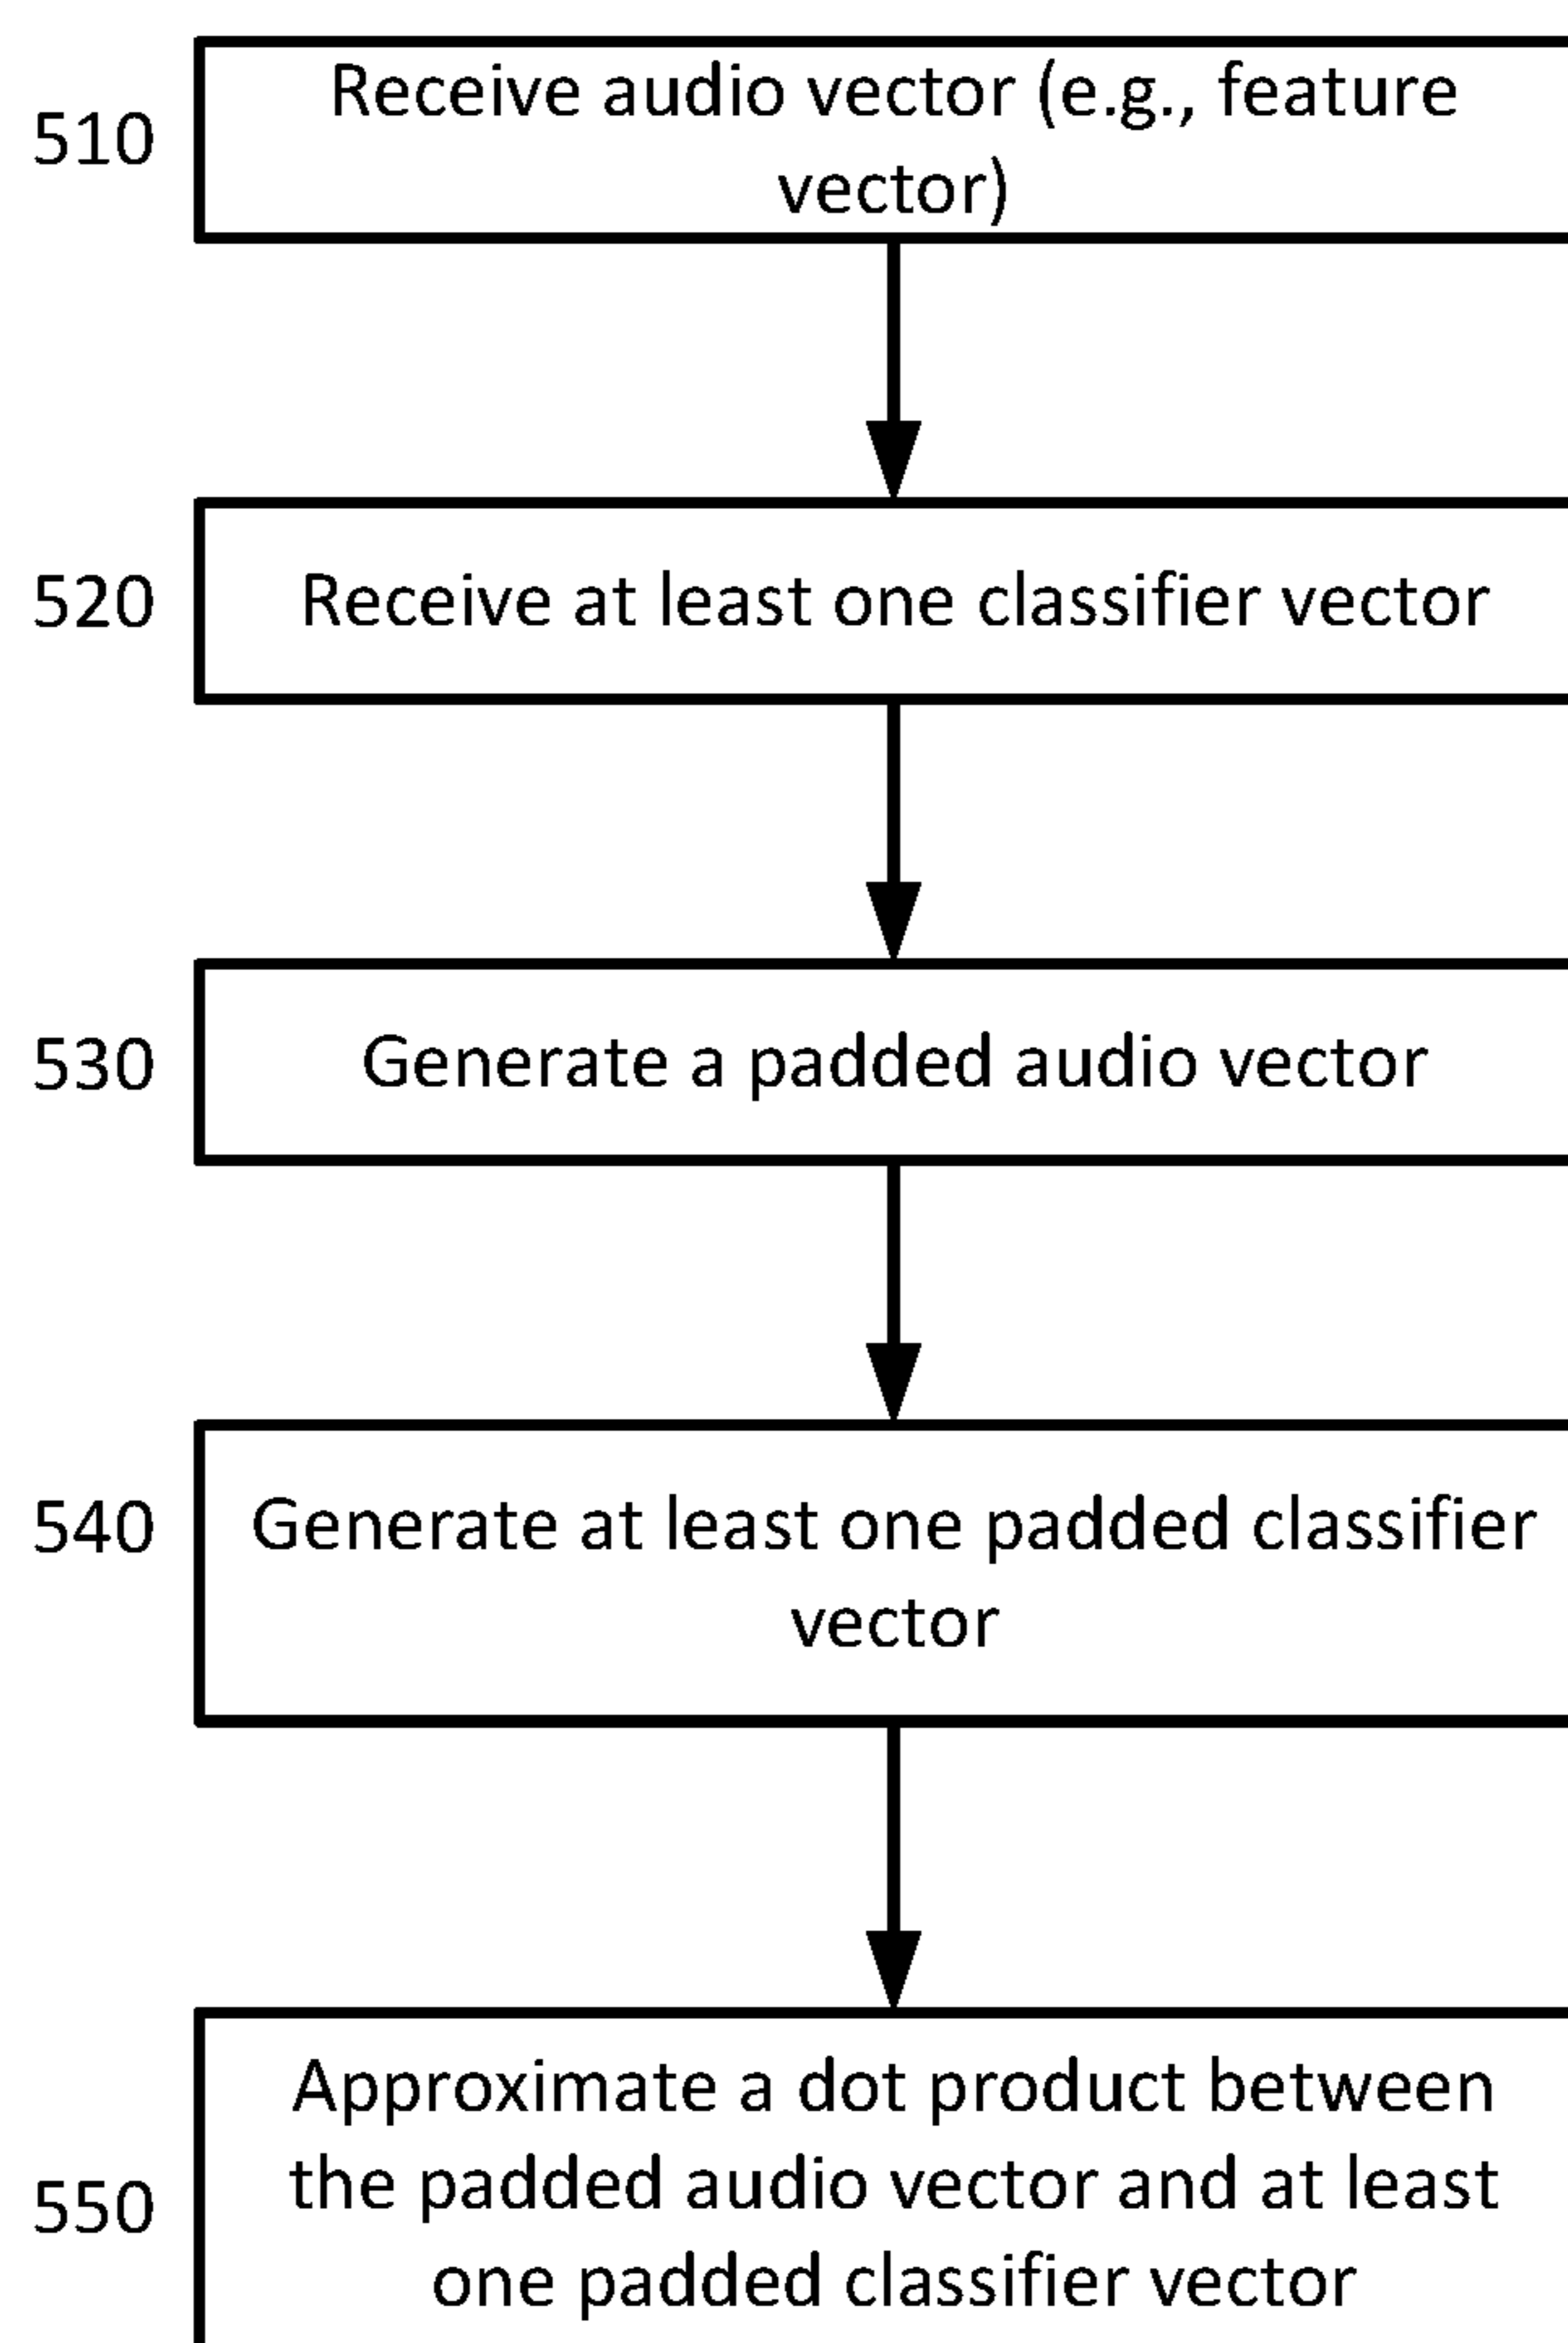 510
Receive audio vector (e.g., feature
vector)
520
Receive at least one classifier vector
530
Generate a padded audio vector
540
Generate at least one padded classifier
vector
550
Approximate a dot product between
the padded audio vector and at least
one padded classifier vector